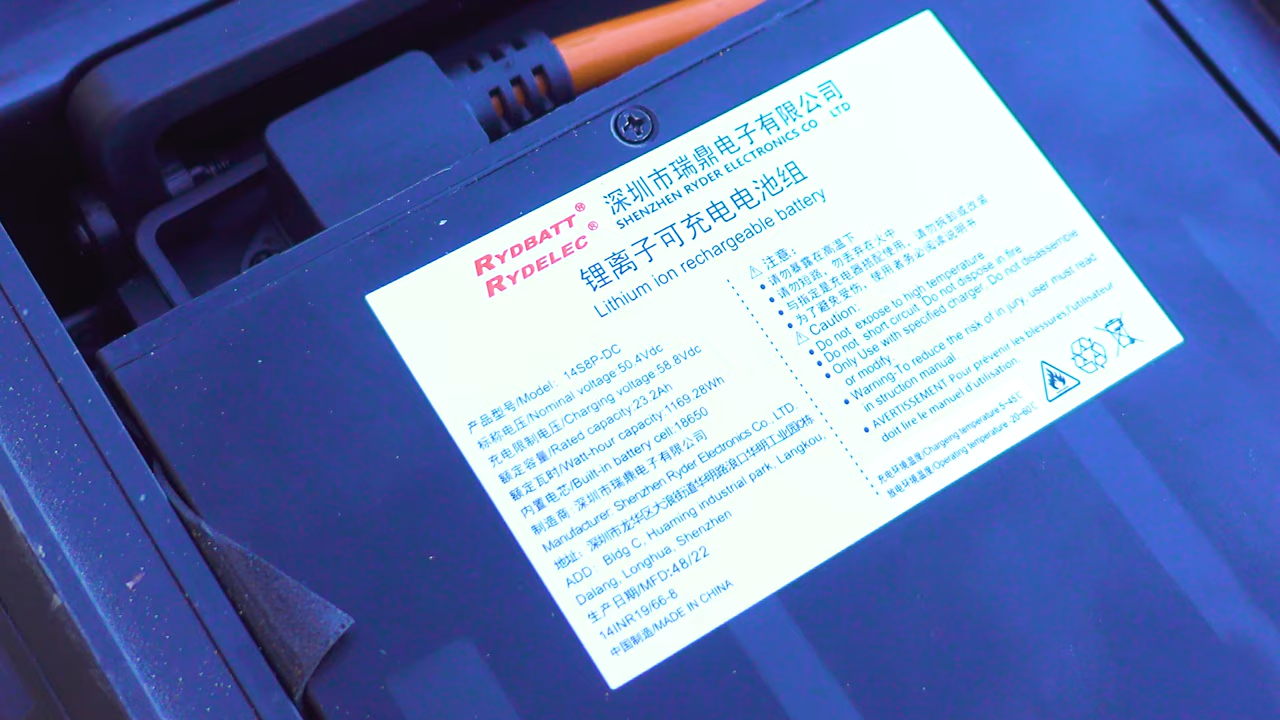 RYDBATT®
RYDELEC®
深圳市瑞鼎电子有限公司
SHENZHEN RYDER ELECTRONICS CO LTD
锂离子可充电电池组
Lithium ion rechargeable battery
产品型号/Model: 14S8P-DC
标称电压/Nominal voltage 50.4Vdc
充电限制电压/Charging voltage 58.8Vdc
额定容量/Rated capacity 23.2Ah
额定瓦时/Watt-hour capacity 1169.28Wh
内置电芯/Built-in battery cell 18650
制造商: 深圳市瑞鼎电子有限公司
Manufacturer: Shenzhen Ryder Electronics Co., LTD
地址: 深圳市龙华区大浪街道华明路浪口华明工业园C栋
ADD: Bldg C, Huaming industrial park, Langkou,
Dalang, Longhua, Shenzhen
生产日期/MFD:48/22
14INR19/66-8
中国制造/MADE IN CHINA
⚠ 注意:
• 请勿暴露在高温下
• 请勿短路, 勿丢弃在火中
• 与指定是充电器搭配使用, 请勿拆卸或改装
• 为了避免受伤, 使用者务必阅读说明书
⚠ Caution:
• Do not expose to high temperature
• Do not short circuit. Do not dispose in fire
• Only Use with specified charger. Do not disassemble
or modify.
• Warning-To reduce the risk of in jury, user must read
in struction manual
• AVERTISSEMENT Pour prévenir les blessures,l'utilisateur
doit lire le manuel d'utilisation.
充电环境温度/Chargeing temperature 5~45℃
放电环境温度/Operating temperature -20~60℃